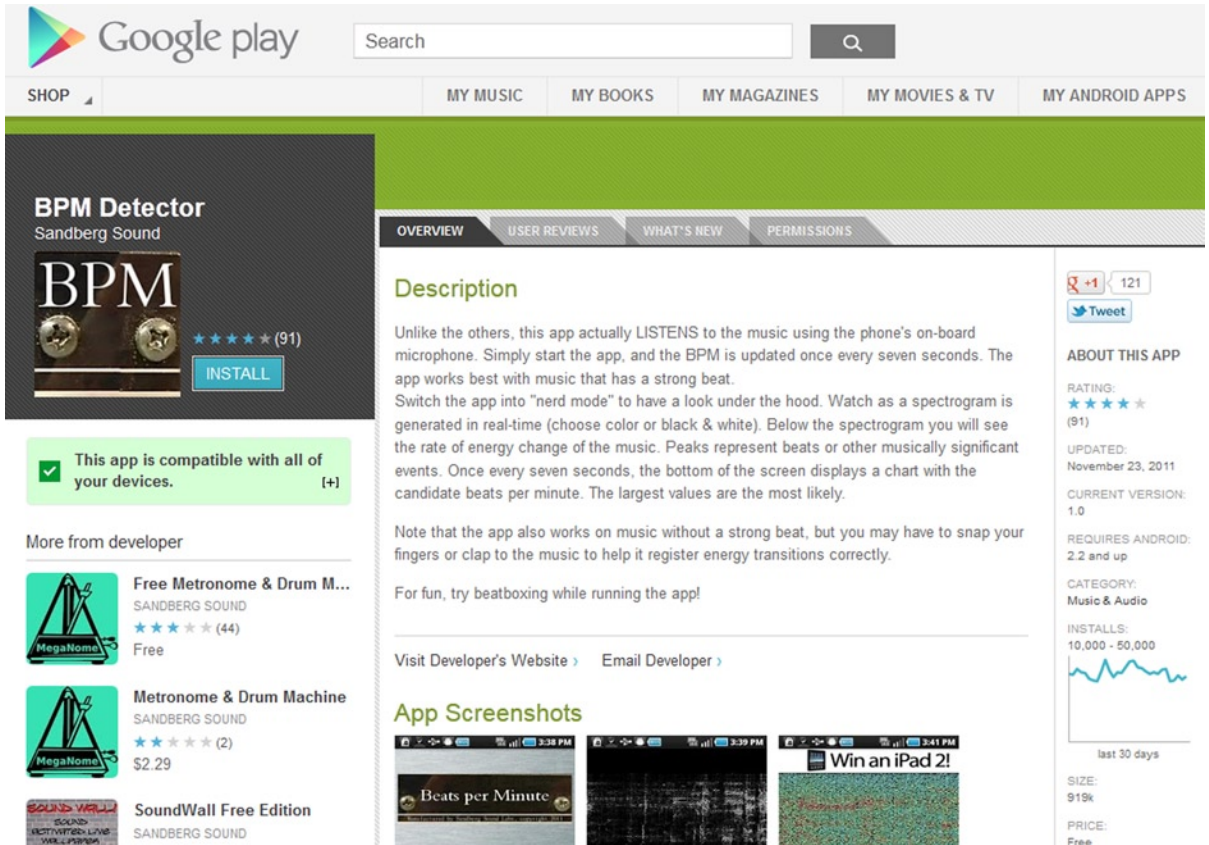 Google play
Search
SHOP
MY MUSIC
MY BOOKS
MY MAGAZINES
MY MOVIES & TV
MY ANDROID APPS
BPM Detector
Sandberg Sound
BPM
(91)
INSTALL
This app is compatible with all of
your devices.
[+]
More from developer
MegaNome
Free Metronome & Drum M...
SANDBERG SOUND
(44)
Free
MegaNome
Metronome & Drum Machine
SANDBERG SOUND
(2)
$2.29
SOUND WALL
SOUND
ACTIVATED LIVE
WALLPAPER
SoundWall Free Edition
SANDBERG SOUND
OVERVIEW
USER REVIEWS
WHAT'S NEW
PERMISSIONS
Description
Unlike the others, this app actually LISTENS to the music using the phone's on-board
microphone. Simply start the app, and the BPM is updated once every seven seconds. The
app works best with music that has a strong beat.
Switch the app into "nerd mode" to have a look under the hood. Watch as a spectrogram is
generated in real-time (choose color or black & white). Below the spectrogram you will see
the rate of energy change of the music. Peaks represent beats or other musically significant
events. Once every seven seconds, the bottom of the screen displays a chart with the
candidate beats per minute. The largest values are the most likely.
Note that the app also works on music without a strong beat, but you may have to snap your
fingers or clap to the music to help it register energy transitions correctly.
For fun, try beatboxing while running the app!
Visit Developer's Website ›
Email Developer ›
App Screenshots
3:38 PM
Beats per Minute
3:39 PM
3:41 PM
Win an iPad 2!
g +1
121
Tweet
ABOUT THIS APP
RATING:
(91)
UPDATED:
November 23, 2011
CURRENT VERSION:
1.0
REQUIRES ANDROID:
2.2 and up
CATEGORY:
Music & Audio
INSTALLS:
10,000 - 50,000
last 30 days
SIZE:
919k
PRICE:
Free